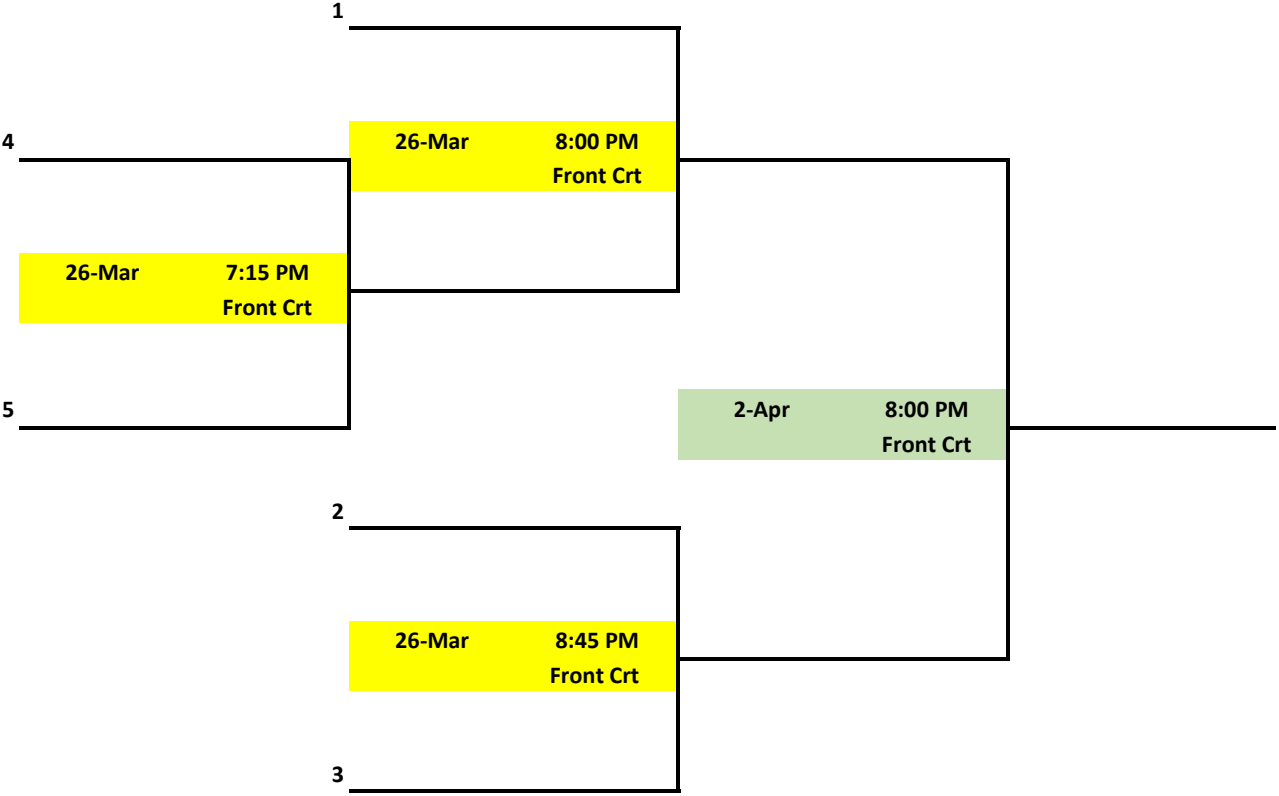 1
4
26-Mar 8:00 PM
Front Crt
26-Mar 7:15 PM
Front Crt
5
2-Apr 8:00 PM
Front Crt
2
26-Mar 8:45 PM
Front Crt
3